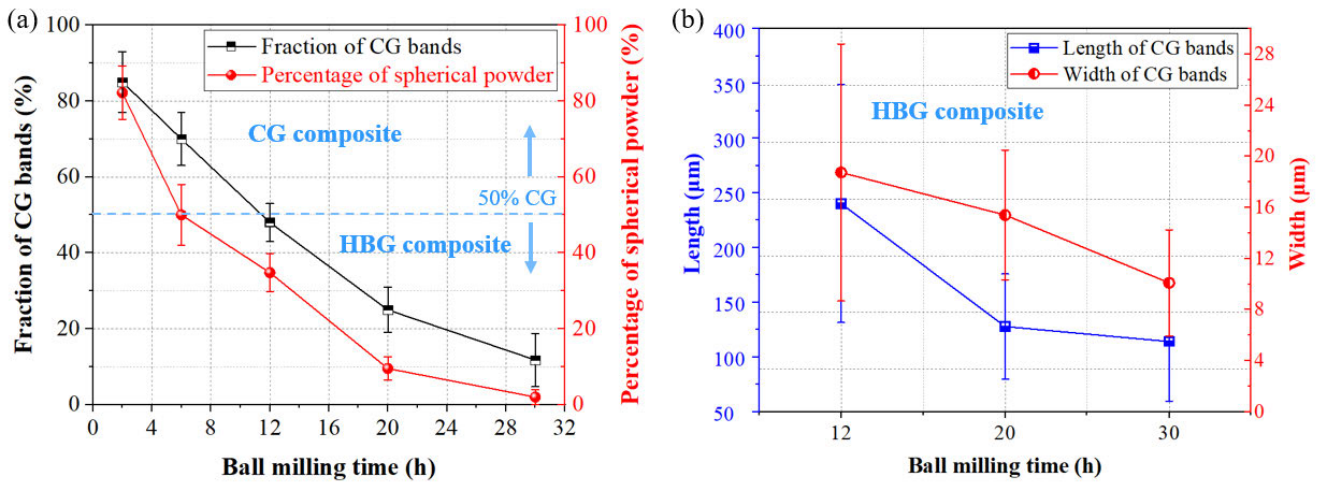 (a)
Fraction of CG bands
Percentage of spherical powder
CG composite
50% CG
HBG composite
Fraction of CG bands (%)
100
80
60
40
20
0
Percentage of spherical powder (%)
100
80
60
40
20
0
0 4 8 12 16 20 24 28 32
Ball milling time (h)
(b)
Length of CG bands
Width of CG bands
HBG composite
Length (μm)
400
350
300
250
200
150
100
50
Width (μm)
28
24
20
16
12
8
4
0
12 20 30
Ball milling time (h)